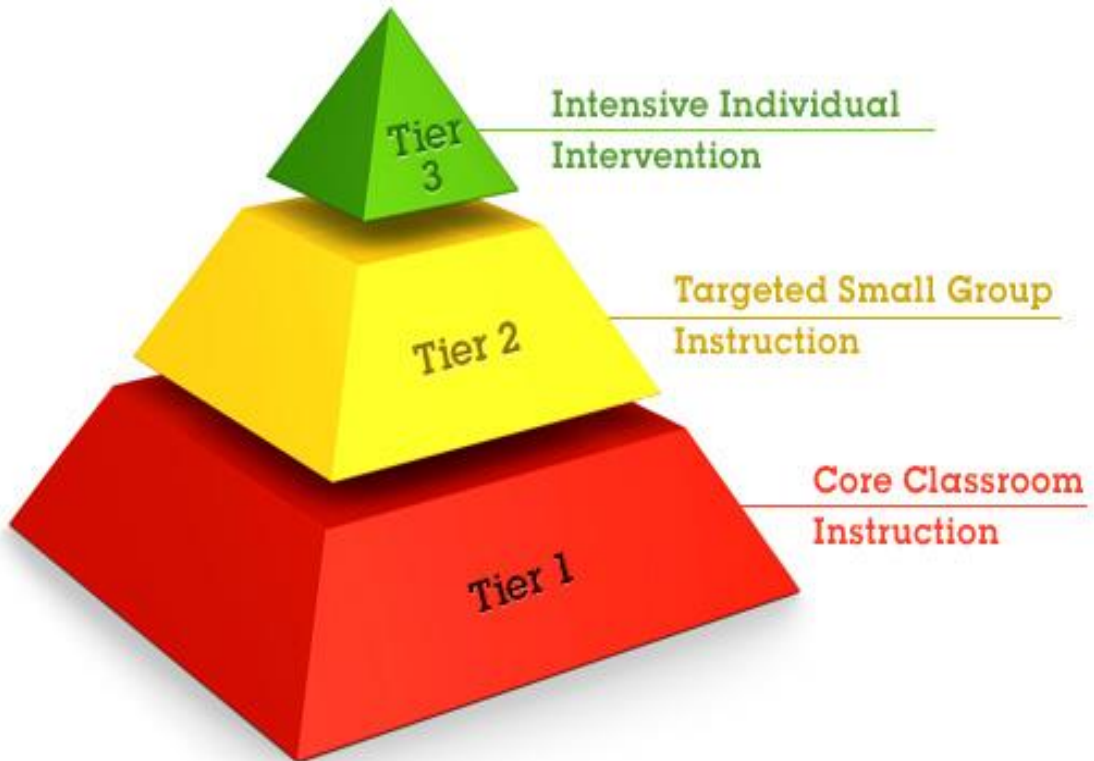 Tier
3
Intensive Individual
Intervention
Tier 2
Targeted Small Group
Instruction
Tier 1
Core Classroom
Instruction